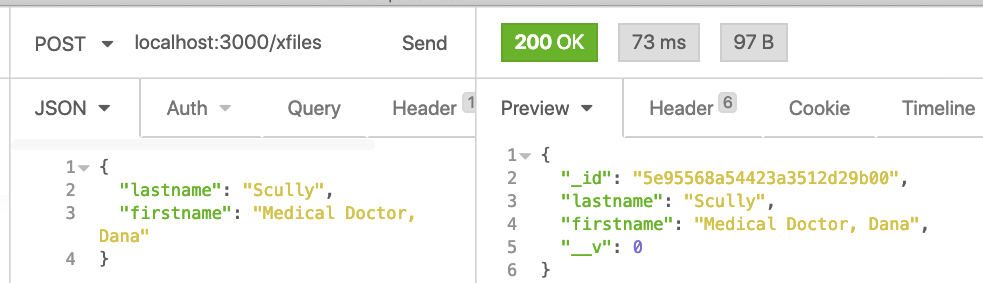 POST localhost:3000/xfiles Send
200 OK 73 ms 97 B
JSON Auth Query Header 1
Preview Header 6 Cookie Timeline
1 {
2 "lastname": "Scully",
3 "firstname": "Medical Doctor,
Dana"
4 }
1 {
2 "_id": "5e95568a54423a3512d29b00",
3 "lastname": "Scully",
4 "firstname": "Medical Doctor, Dana",
5 "__v": 0
6 }